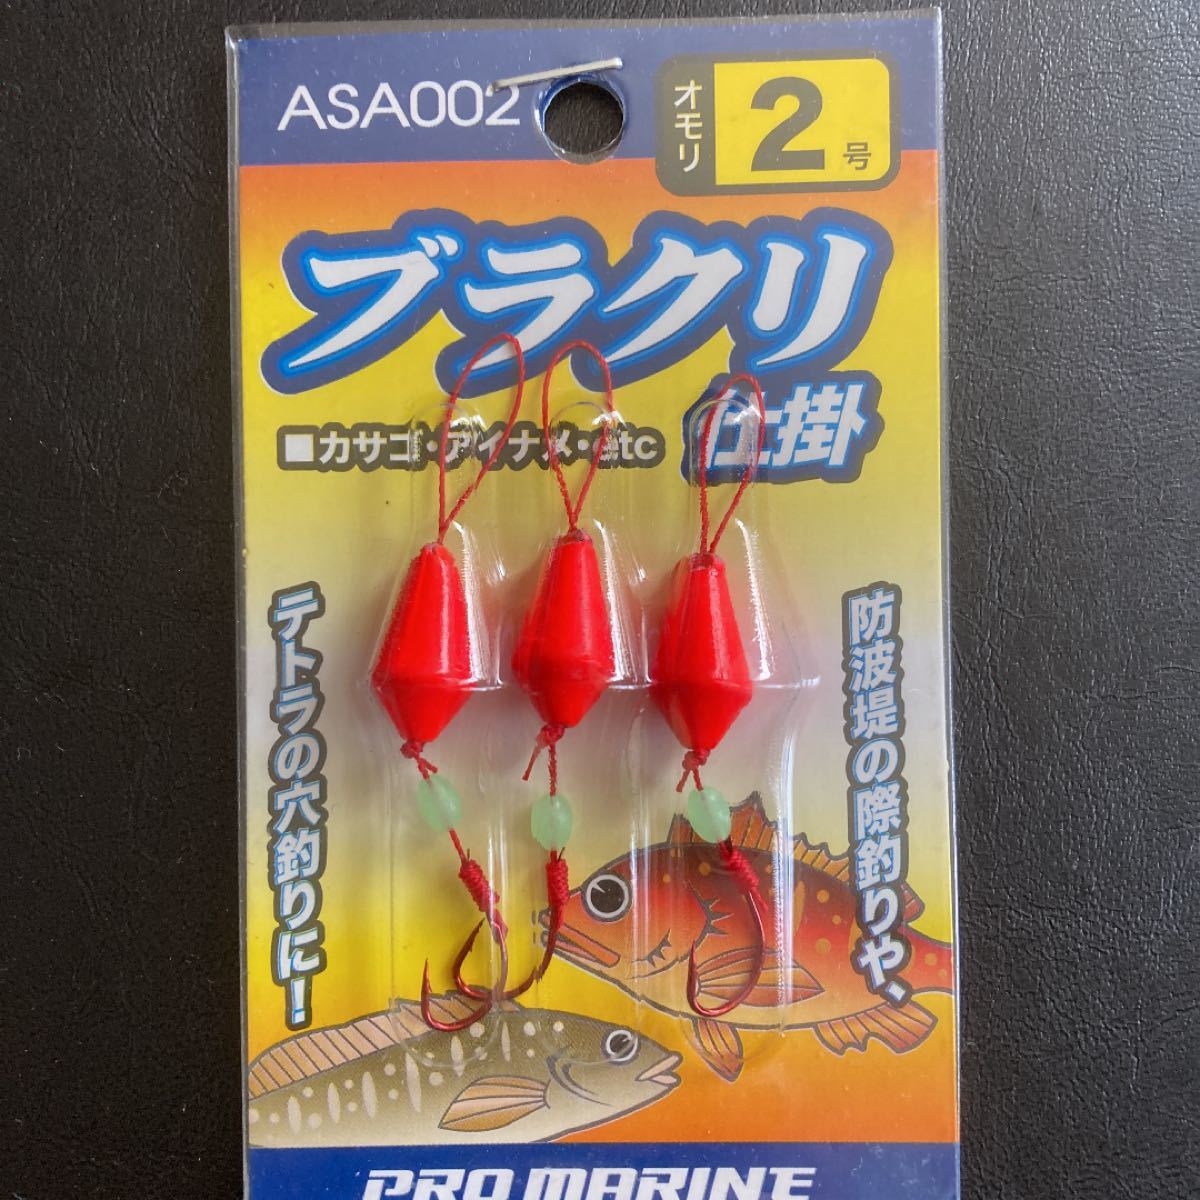 ASA002
オモリ
2号
ブラクリ
仕掛
■カサゴ・アイナメ・etc
防波堤の際釣りや、
テトラの穴釣りに!
PRO MARINE